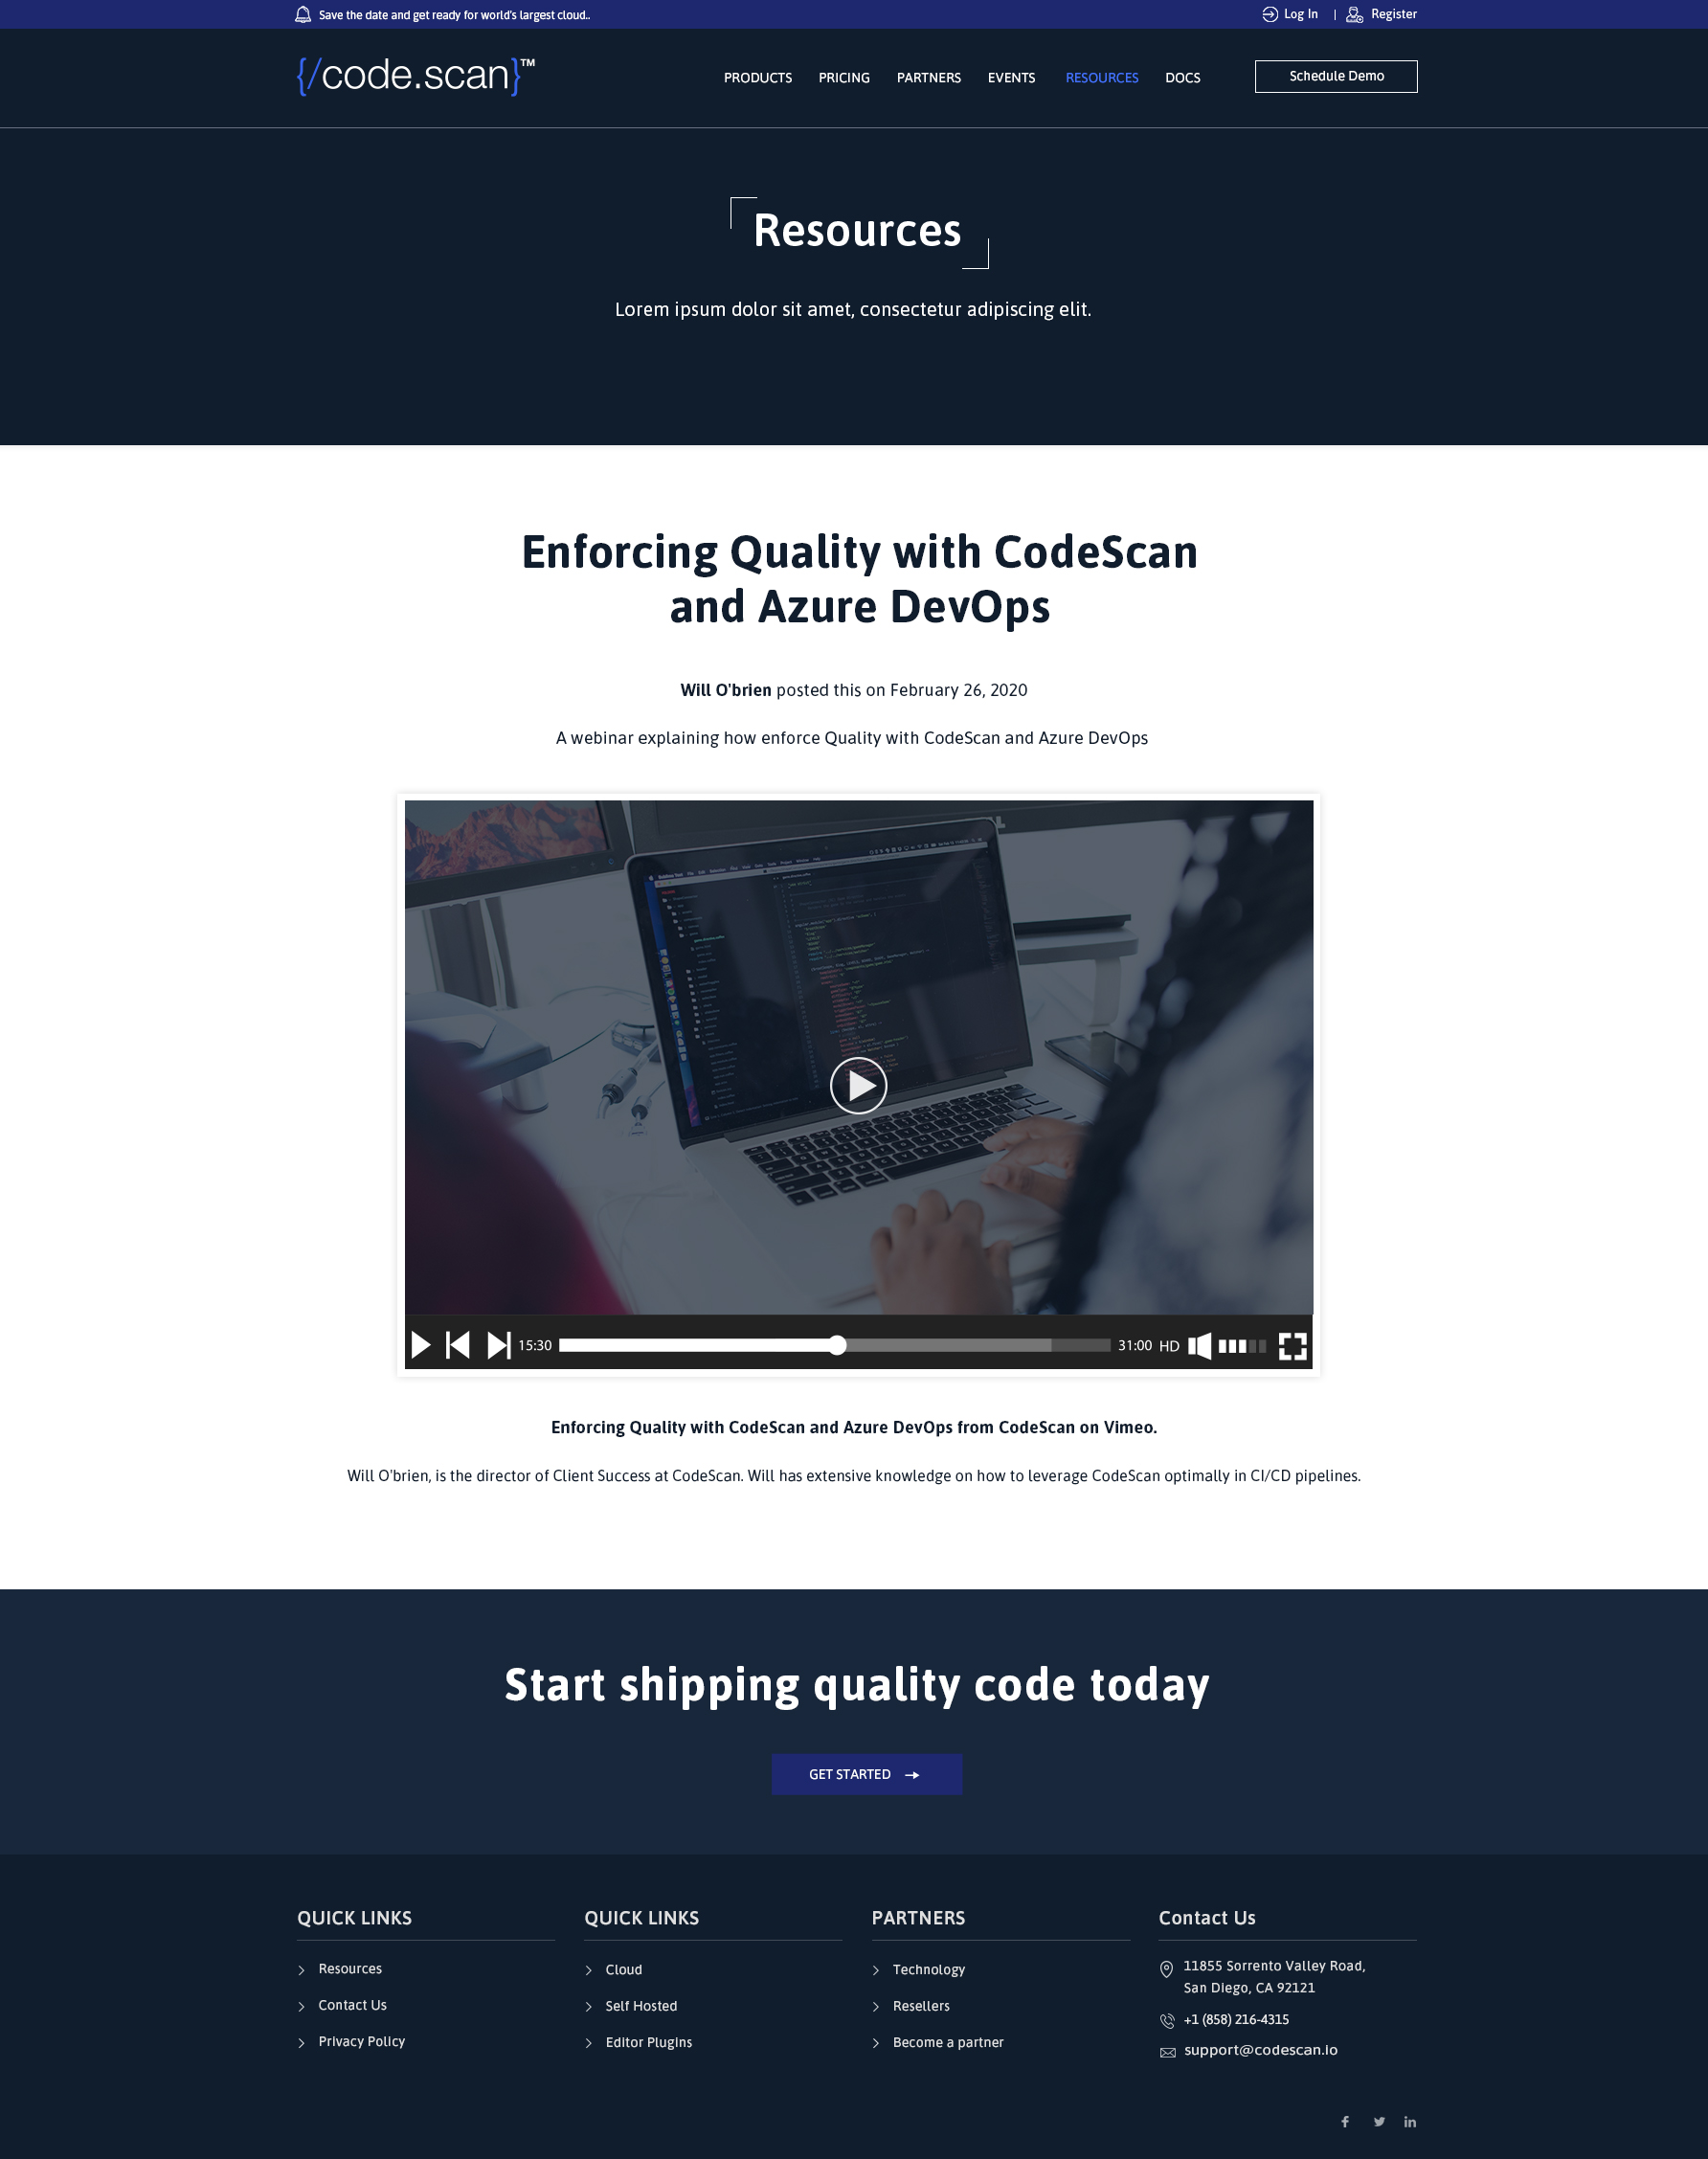 Save the date and get ready for world's largest cloud..
Log In | Register
{/code.scan}™
PRODUCTS PRICING PARTNERS EVENTS RESOURCES DOCS Schedule Demo
Resources
Lorem ipsum dolor sit amet, consectetur adipiscing elit.
Enforcing Quality with CodeScan
and Azure DevOps
Will O'brien posted this on February 26, 2020
A webinar explaining how enforce Quality with CodeScan and Azure DevOps
15:30 31:00 HD
Enforcing Quality with CodeScan and Azure DevOps from CodeScan on Vimeo.
Will O'brien, is the director of Client Success at CodeScan. Will has extensive knowledge on how to leverage CodeScan optimally in CI/CD pipelines.
Start shipping quality code today
GET STARTED
QUICK LINKS
Resources
Contact Us
Privacy Policy
QUICK LINKS
Cloud
Self Hosted
Editor Plugins
PARTNERS
Technology
Resellers
Become a partner
Contact Us
11855 Sorrento Valley Road,
San Diego, CA 92121
+1 (858) 216-4315
support@codescan.io